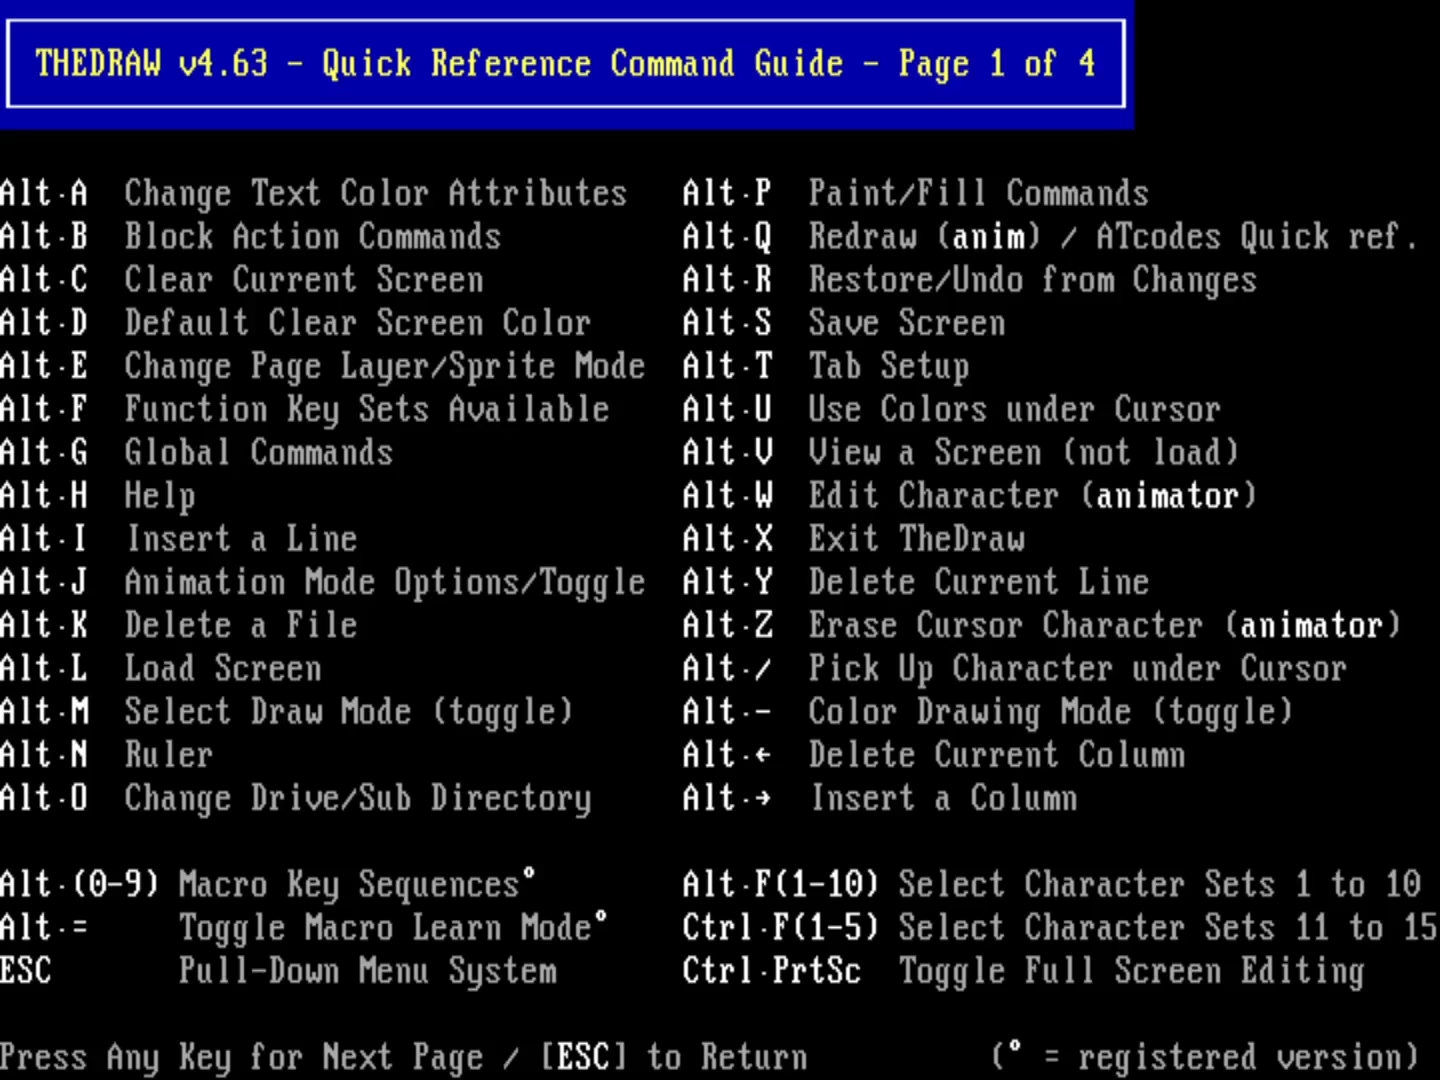 THEDRAW v4.63 - Quick Reference Command Guide - Page 1 of 4
Alt·A  Change Text Color Attributes   Alt·P  Paint/Fill Commands
Alt·B  Block Action Commands          Alt·Q  Redraw (anim) / ATcodes Quick ref.
Alt·C  Clear Current Screen           Alt·R  Restore/Undo from Changes
Alt·D  Default Clear Screen Color     Alt·S  Save Screen
Alt·E  Change Page Layer/Sprite Mode  Alt·T  Tab Setup
Alt·F  Function Key Sets Available    Alt·U  Use Colors under Cursor
Alt·G  Global Commands                Alt·V  View a Screen (not load)
Alt·H  Help                           Alt·W  Edit Character (animator)
Alt·I  Insert a Line                  Alt·X  Exit TheDraw
Alt·J  Animation Mode Options/Toggle  Alt·Y  Delete Current Line
Alt·K  Delete a File                  Alt·Z  Erase Cursor Character (animator)
Alt·L  Load Screen                    Alt·/  Pick Up Character under Cursor
Alt·M  Select Draw Mode (toggle)      Alt·-  Color Drawing Mode (toggle)
Alt·N  Ruler                          Alt·←  Delete Current Column
Alt·O  Change Drive/Sub Directory     Alt·→  Insert a Column
Alt·(0-9) Macro Key Sequences°        Alt·F(1-10) Select Character Sets 1 to 10
Alt·=     Toggle Macro Learn Mode°    Ctrl·F(1-5) Select Character Sets 11 to 15
ESC       Pull-Down Menu System       Ctrl·PrtSc  Toggle Full Screen Editing
Press Any Key for Next Page / [ESC] to Return          (° = registered version)